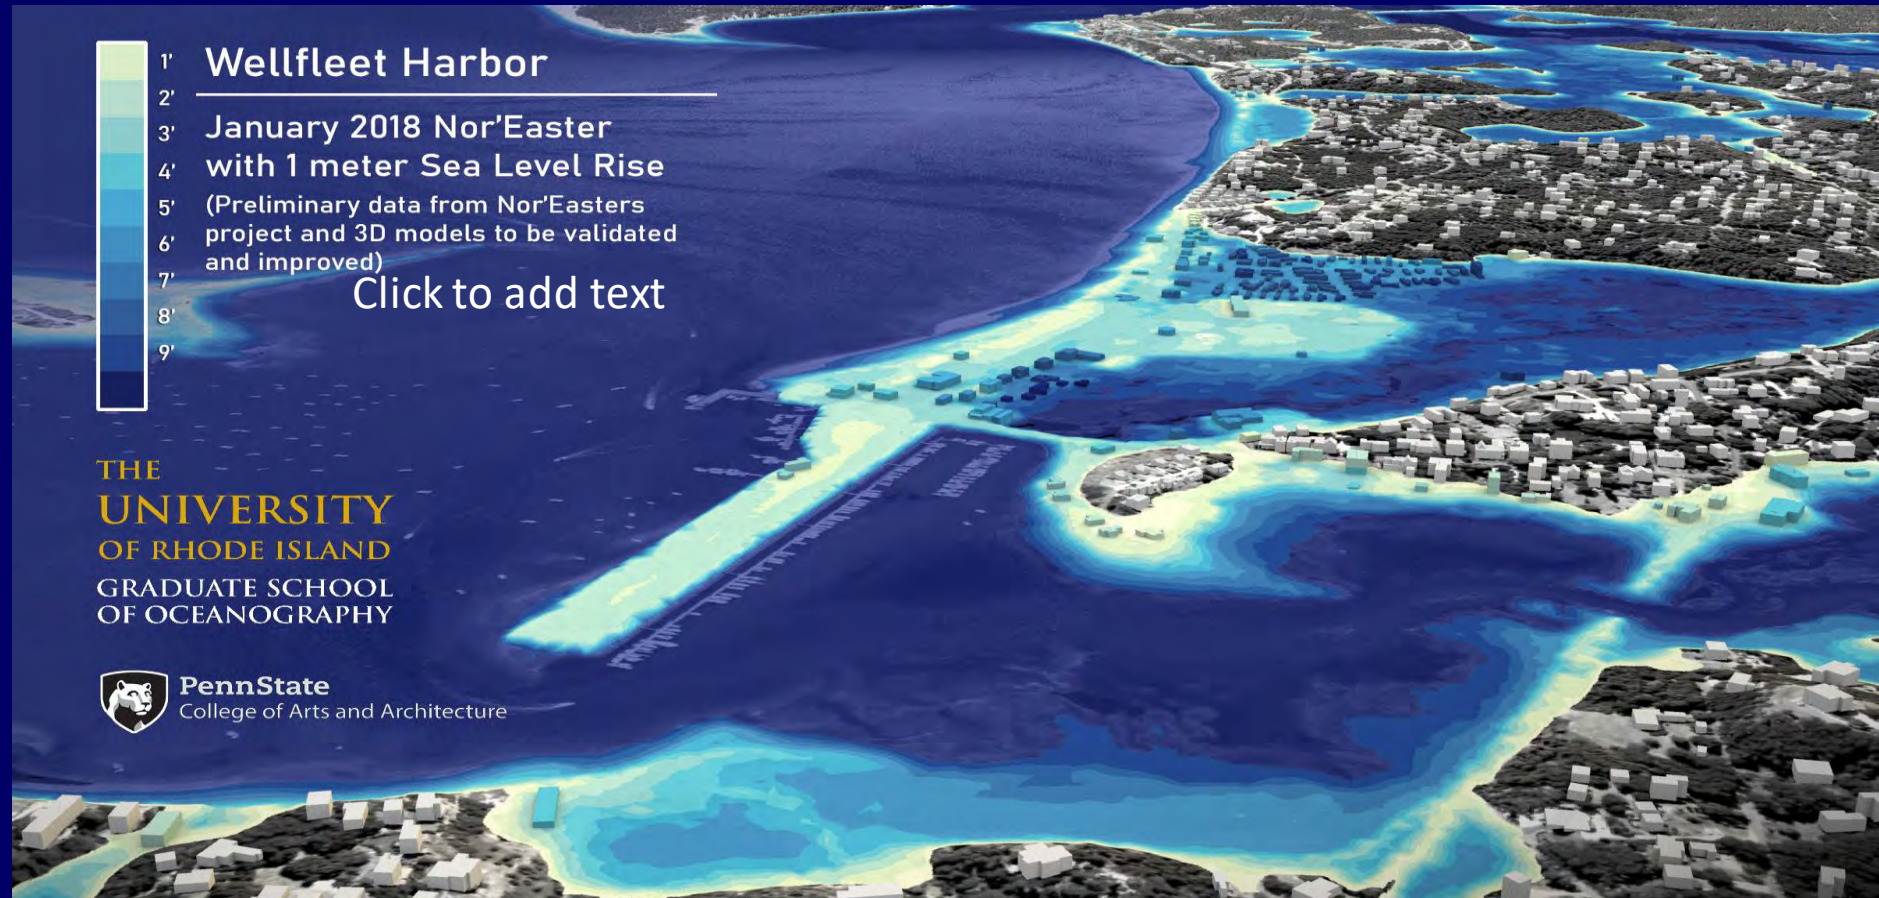 1'
2'
3'
4'
5'
6'
7'
8'
9'
Wellfleet Harbor
January 2018 Nor'Easter
with 1 meter Sea Level Rise
(Preliminary data from Nor'Easters
project and 3D models to be validated
and improved)
Click to add text
THE
UNIVERSITY
OF RHODE ISLAND
GRADUATE SCHOOL
OF OCEANOGRAPHY
PennState
College of Arts and Architecture